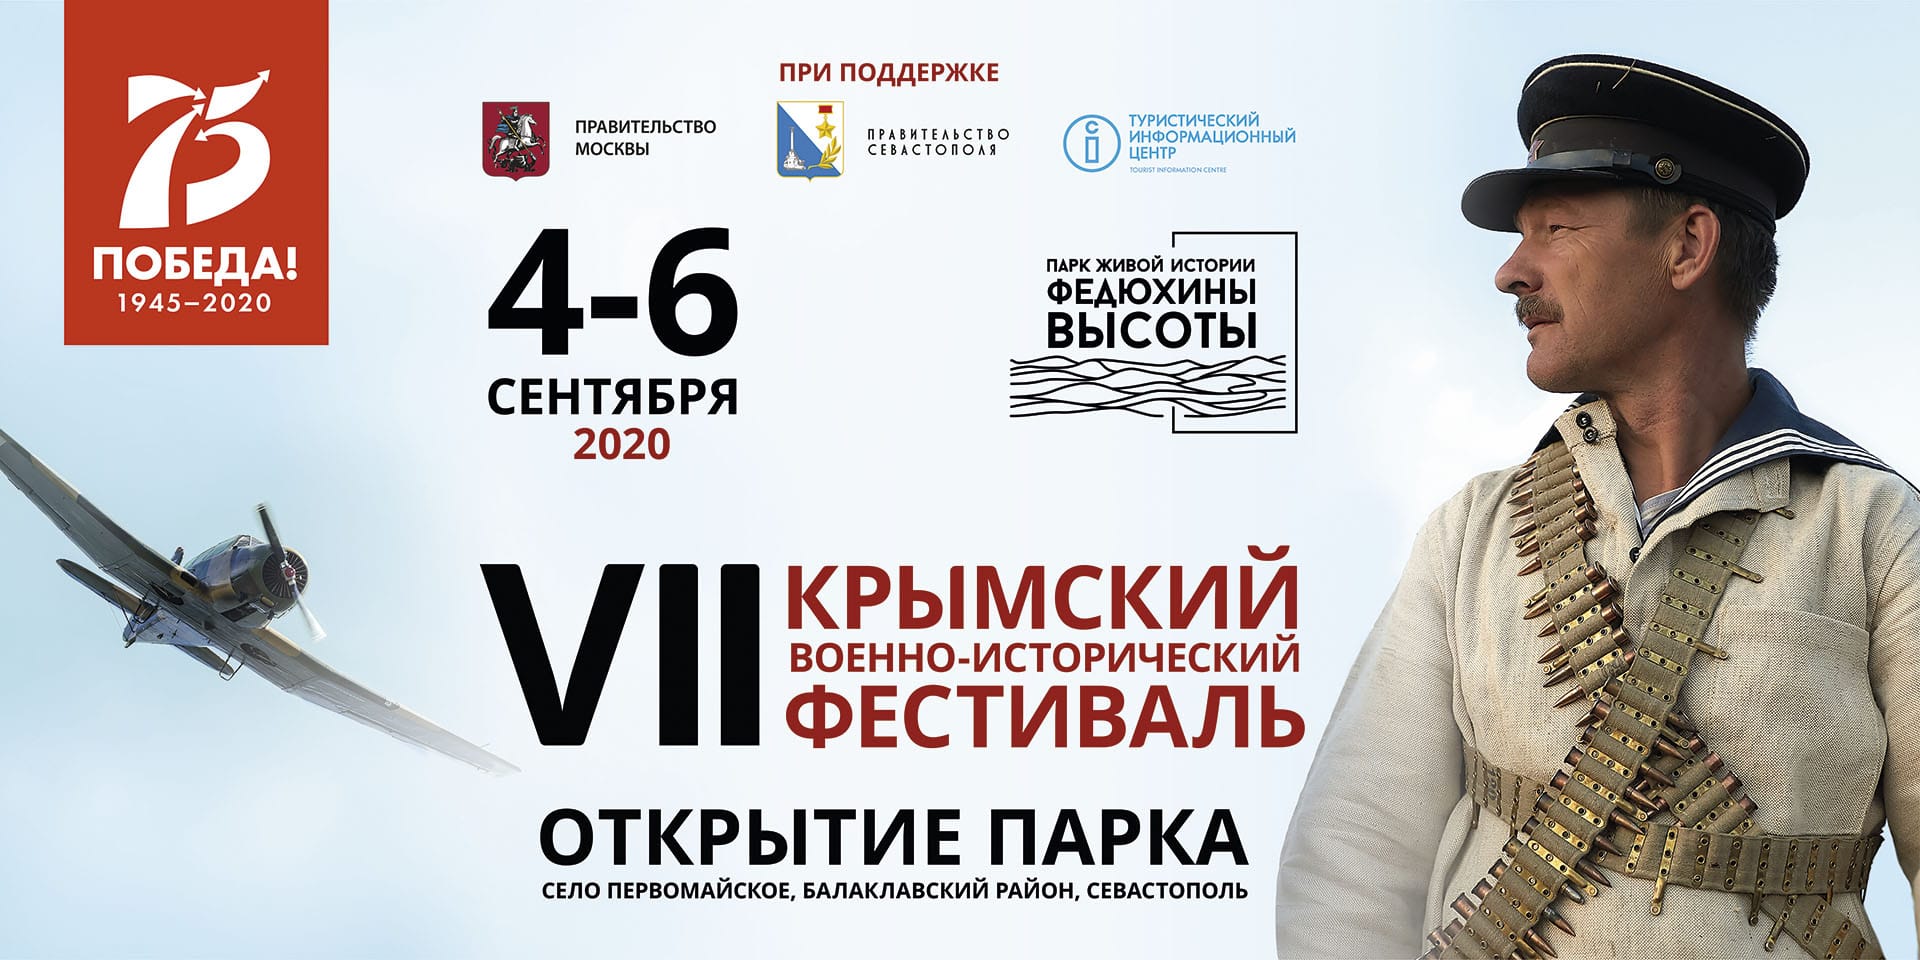 75
ПОБЕДА!
1945–2020
ПРИ ПОДДЕРЖКЕ
ПРАВИТЕЛЬСТВО
МОСКВЫ
ПРАВИТЕЛЬСТВО
СЕВАСТОПОЛЯ
ТУРИСТИЧЕСКИЙ
ИНФОРМАЦИОННЫЙ
ЦЕНТР
TOURIST INFORMATION CENTRE
4-6
СЕНТЯБРЯ
2020
ПАРК ЖИВОЙ ИСТОРИИ
ФЕДЮХИНЫ
ВЫСОТЫ
VII КРЫМСКИЙ
ВОЕННО-ИСТОРИЧЕСКИЙ
ФЕСТИВАЛЬ
ОТКРЫТИЕ ПАРКА
СЕЛО ПЕРВОМАЙСКОЕ, БАЛАКЛАВСКИЙ РАЙОН, СЕВАСТОПОЛЬ